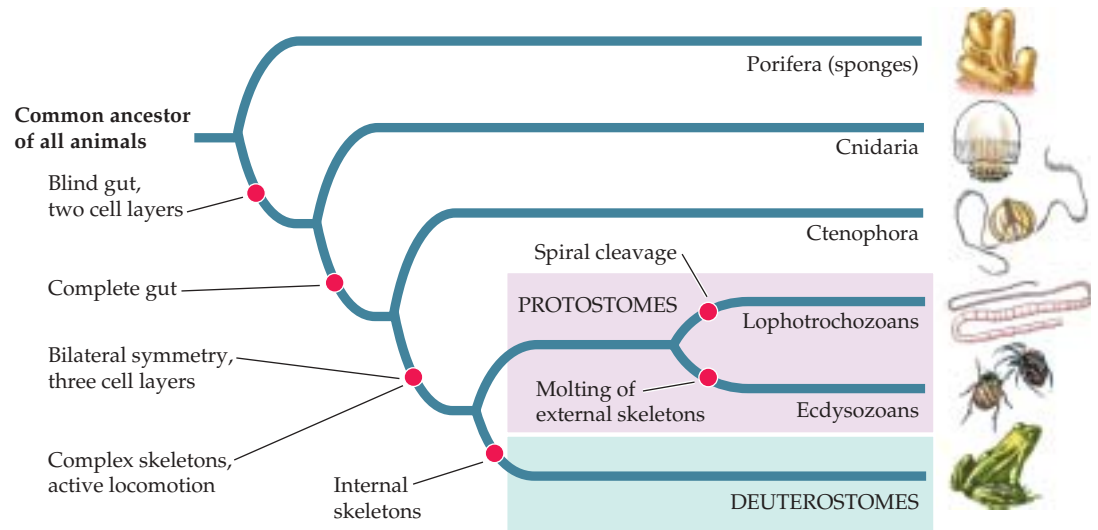 Porifera (sponges)
Common ancestor
of all animals
Cnidaria
Blind gut,
two cell layers
Ctenophora
Spiral cleavage
Complete gut
PROTOSTOMES
Lophotrochozoans
Bilateral symmetry,
three cell layers
Molting of
external skeletons
Ecdysozoans
Complex skeletons,
active locomotion
Internal
skeletons
DEUTEROSTOMES